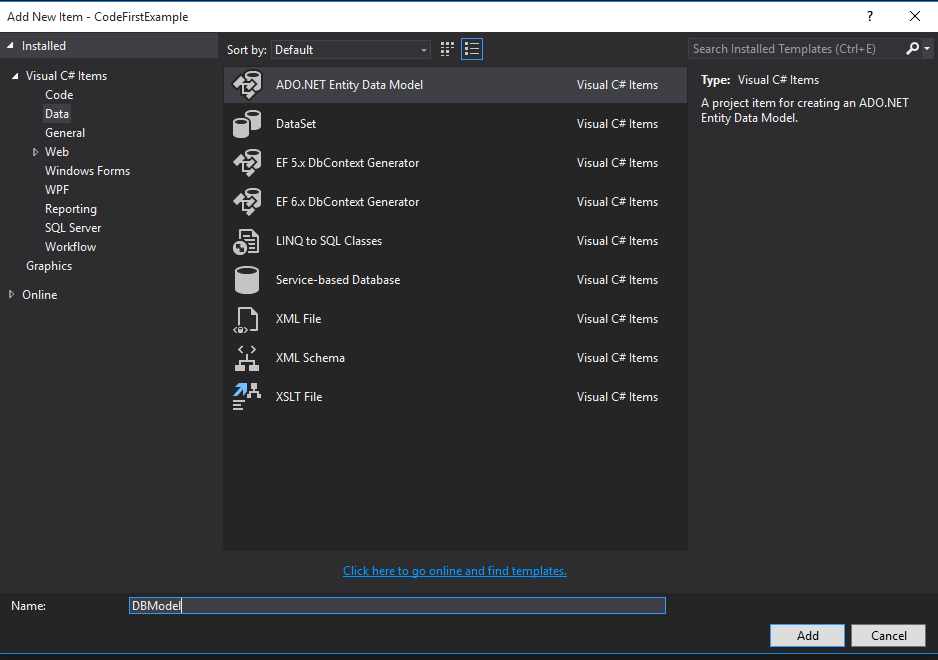 Add New Item - CodeFirstExample
?
Installed
Sort by: Default
Search Installed Templates (Ctrl+E)
Visual C# Items
Code
Data
General
Web
Windows Forms
WPF
Reporting
SQL Server
Workflow
Graphics
Online
ADO.NET Entity Data Model Visual C# Items
DataSet Visual C# Items
EF 5.x DbContext Generator Visual C# Items
EF 6.x DbContext Generator Visual C# Items
LINQ to SQL Classes Visual C# Items
Service-based Database Visual C# Items
XML File Visual C# Items
XML Schema Visual C# Items
XSLT File Visual C# Items
Type: Visual C# Items
A project item for creating an ADO.NET
Entity Data Model.
Click here to go online and find templates.
Name: DBModel
Add Cancel